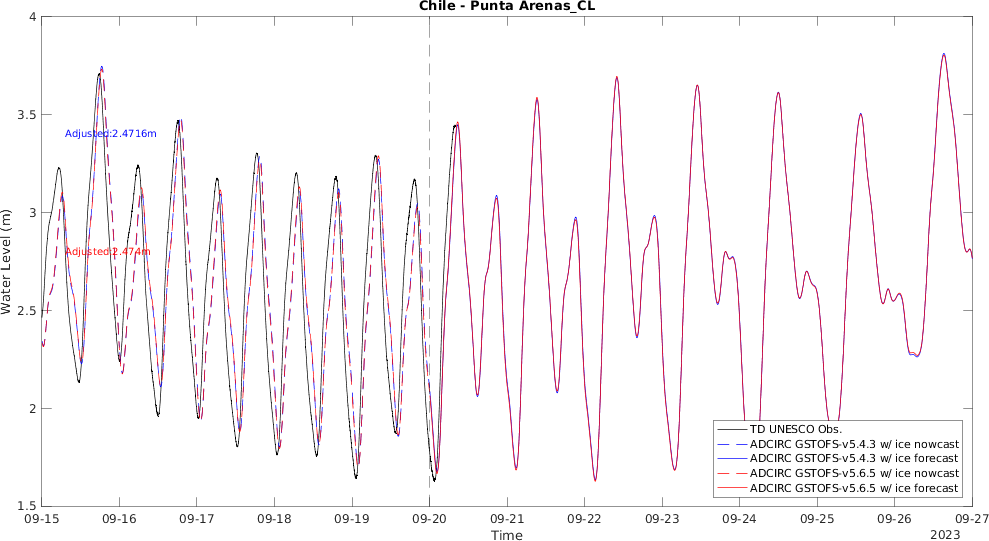 Chile - Punta Arenas_CL
4
3.5
3
2.5
2
1.5
Water Level (m)
Adjusted:2.4716m
Adjusted:2.474m
TD UNESCO Obs.
ADCIRC GSTOFS-v5.4.3 w/ ice nowcast
ADCIRC GSTOFS-v5.4.3 w/ ice forecast
ADCIRC GSTOFS-v5.6.5 w/ ice nowcast
ADCIRC GSTOFS-v5.6.5 w/ ice forecast
09-15 09-16 09-17 09-18 09-19 09-20 09-21 09-22 09-23 09-24 09-25 09-26 09-27
Time
2023